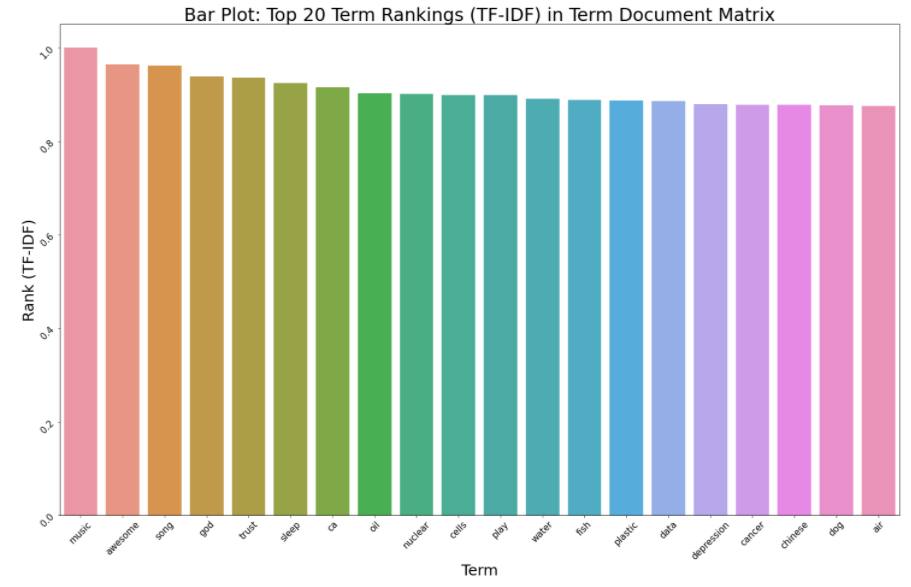 Bar Plot: Top 20 Term Rankings (TF-IDF) in Term Document Matrix
Rank (TF-IDF)
1.0
0.8
0.6
0.4
0.2
0.0
music
awesome
song
god
trust
sleep
ca
oil
nuclear
cells
play
water
fish
plastic
data
depression
cancer
chinese
dog
air
Term